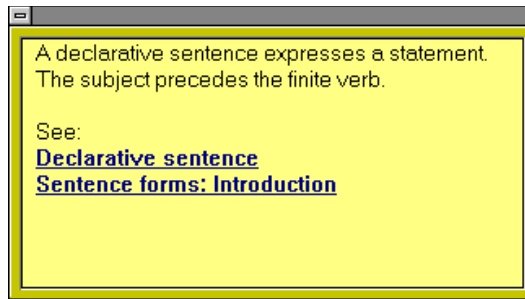 A declarative sentence expresses a statement.
The subject precedes the finite verb.
See:
Declarative sentence
Sentence forms: Introduction